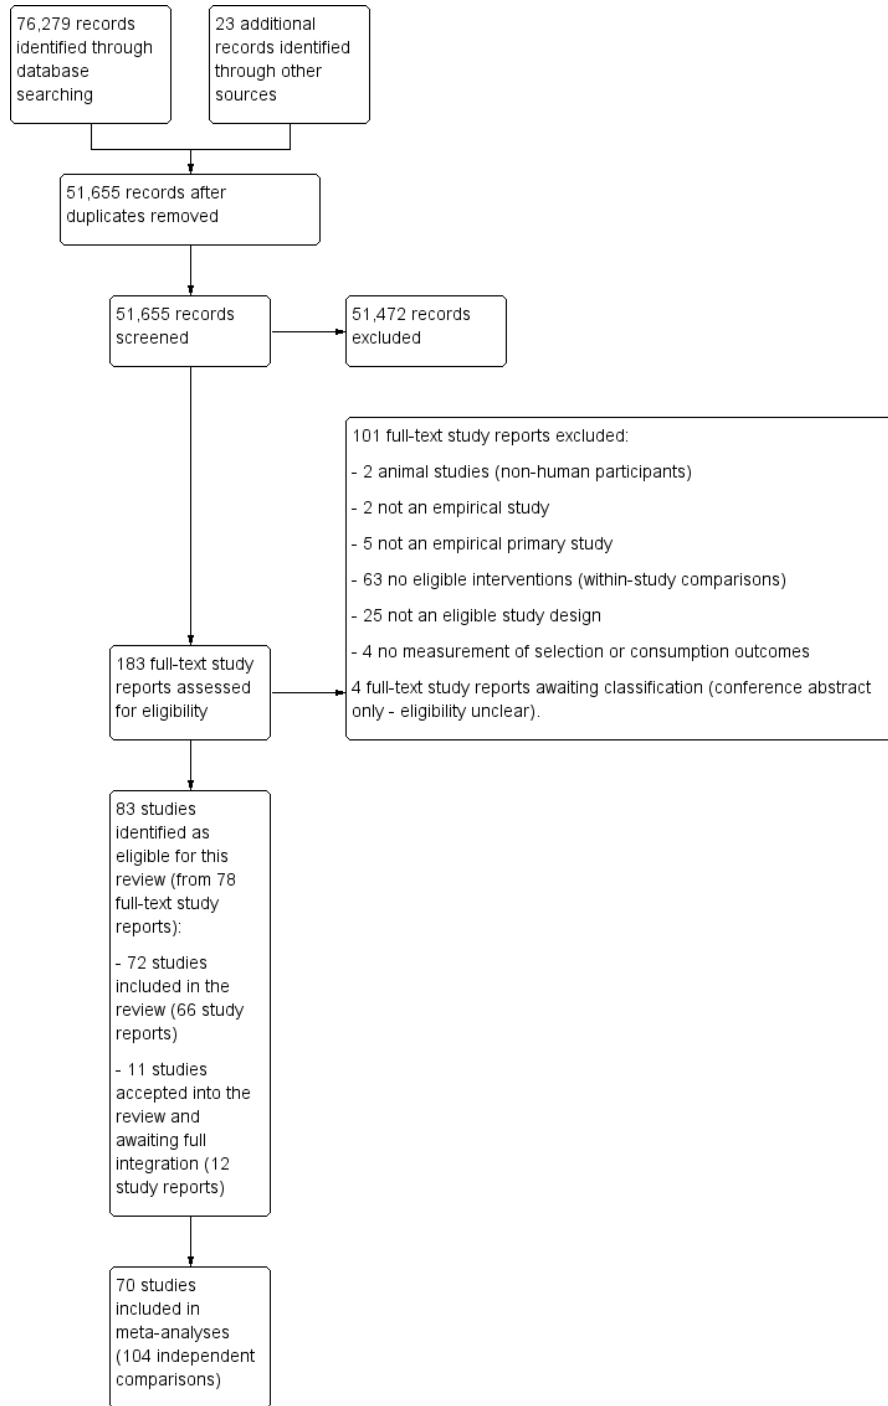 76,279 records
identified through
database
searching
23 additional
records identified
through other
sources
51,655 records after
duplicates removed
51,655 records
screened
51,472 records
excluded
101 full-text study reports excluded:
- 2 animal studies (non-human participants)
- 2 not an empirical study
- 5 not an empirical primary study
- 63 no eligible interventions (within-study comparisons)
- 25 not an eligible study design
- 4 no measurement of selection or consumption outcomes
4 full-text study reports awaiting classification (conference abstract
only - eligibility unclear).
183 full-text study
reports assessed
for eligibility
83 studies
identified as
eligible for this
review (from 78
full-text study
reports):
- 72 studies
included in the
review (66 study
reports)
- 11 studies
accepted into the
review and
awaiting full
integration (12
study reports)
70 studies
included in
meta-analyses
(104 independent
comparisons)